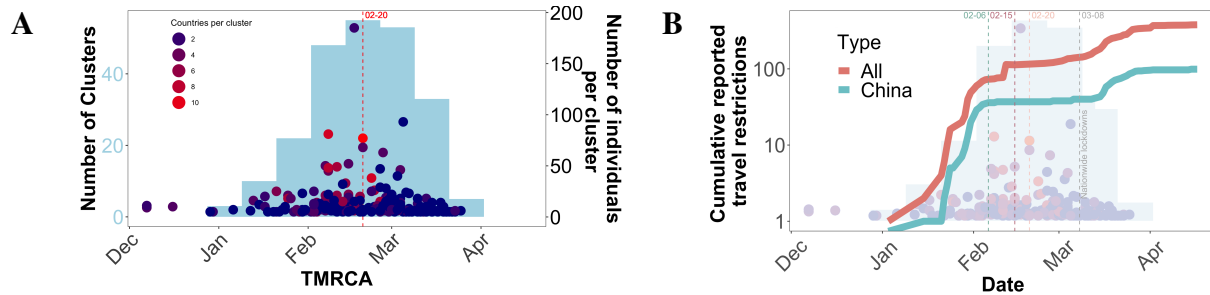 A
Number of Clusters
0
20
40
Countries per cluster
2
4
6
8
10
02-20
200
150
100
50
0
Number of individuals
per cluster
Dec
Jan
Feb
Mar
Apr
TMRCA
B
Cumulative reported
travel restrictions
100
10
1
Type
All
China
02-06
02-15
02-20
03-08
Nationwide lockdowns
Dec
Jan
Feb
Mar
Apr
Date